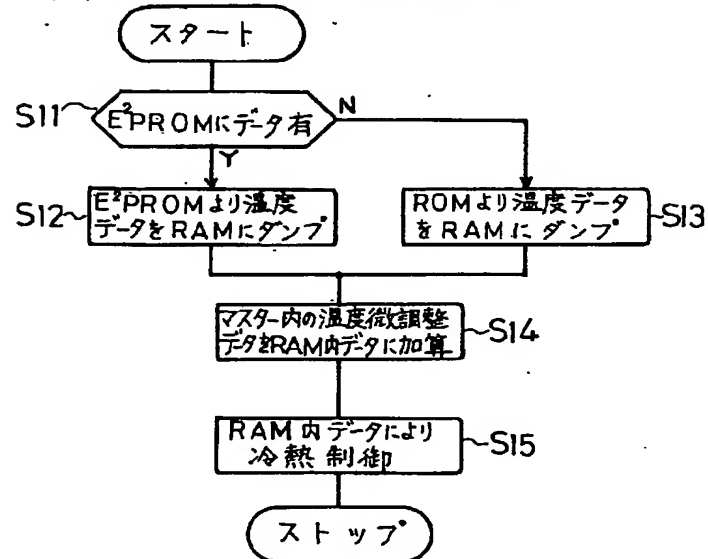 スタート
S11
E²PROMにデータ有
N
Y
S12
E²PROMより温度
データをRAMにダンプ
ROMより温度データ
をRAMにダンプ
S13
マスター内の温度微調整
データをRAM内データに加算
S14
RAM内データにより
冷熱制御
S15
ストップ